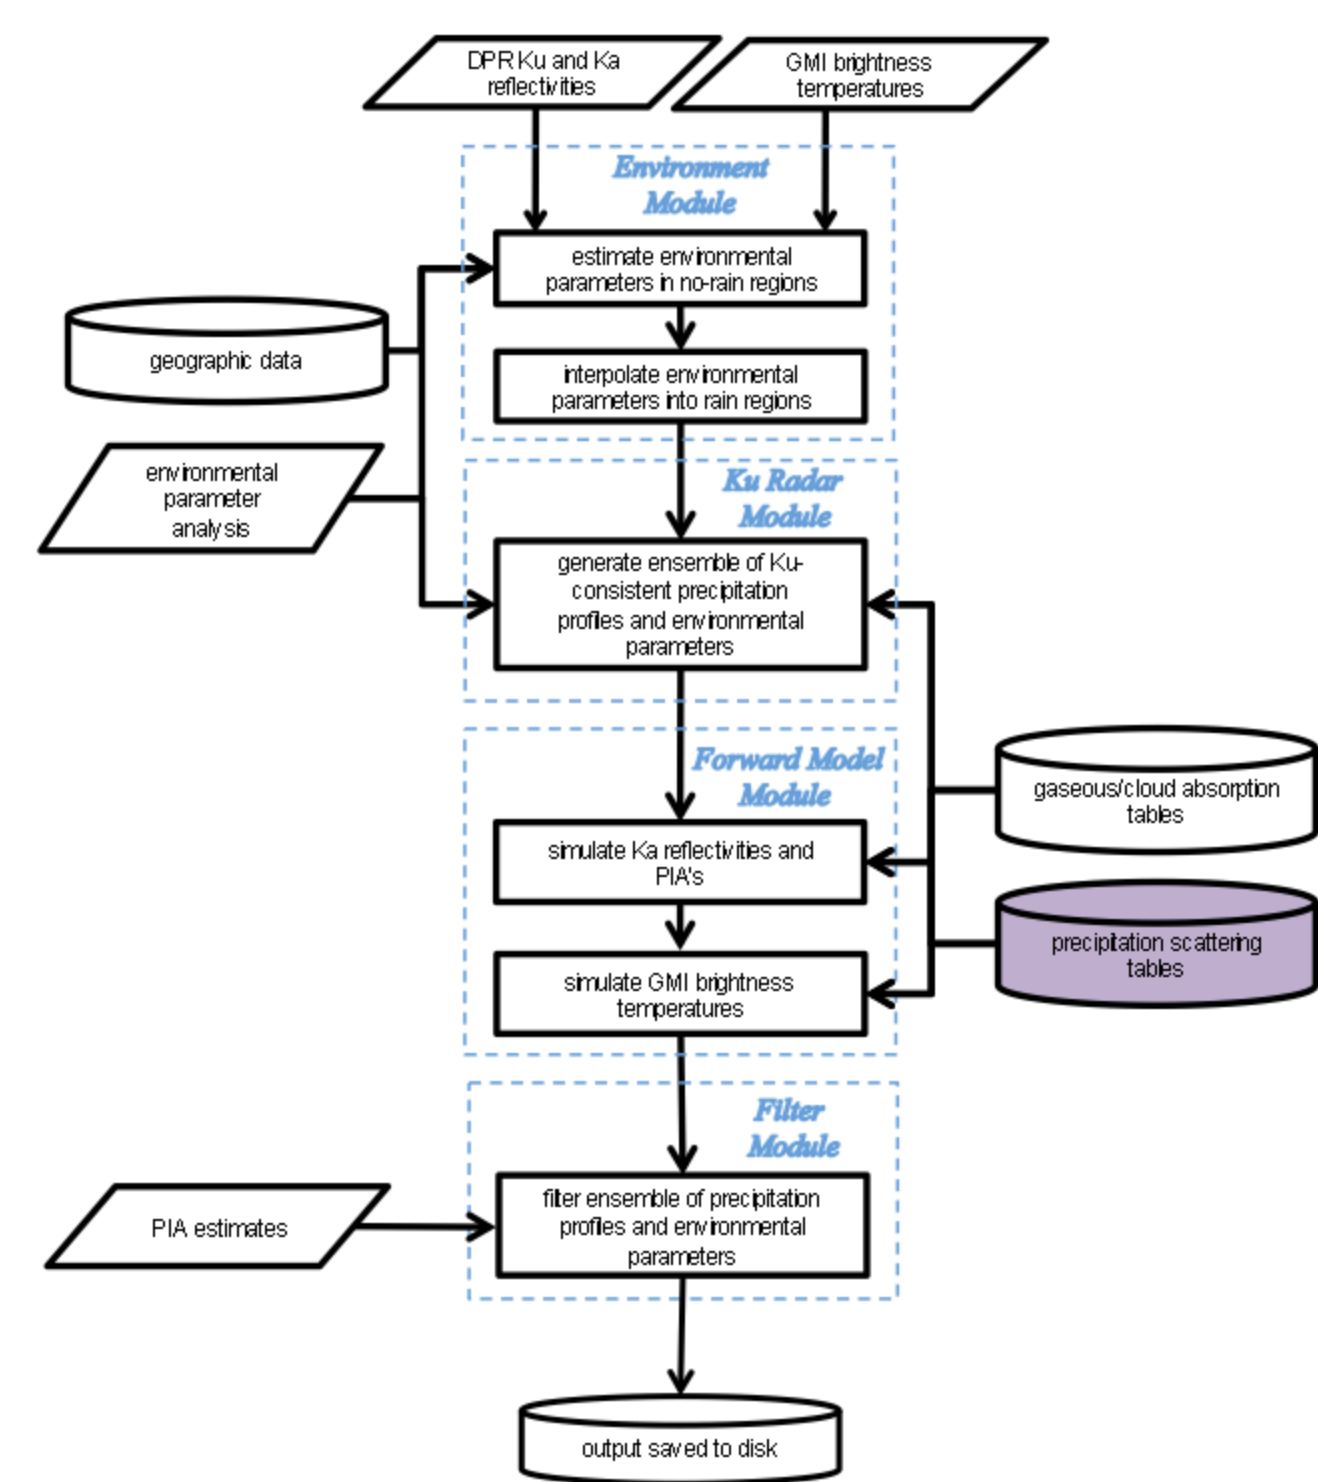 DPR Ku and Ka
reflectivities
GMI brightness
temperatures
Environment
Module
estimate environmental
parameters in no-rain regions
geographic data
interpolate environmental
parameters into rain regions
environmental
parameter
analysis
Ku Radar
Module
generate ensemble of Ku-
consistent precipitation
profiles and environmental
parameters
Forward Model
Module
gaseous/cloud absorption
tables
simulate Ka reflectivities and
PIA's
precipitation scattering
tables
simulate GMI brightness
temperatures
Filter
Module
filter ensemble of precipitation
profiles and environmental
parameters
PIA estimates
output saved to disk